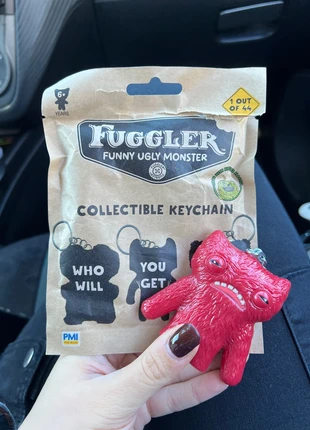 6+
YEARS
1 OUT
OF 44
FUGGLER
FUNNY UGLY MONSTER
COLLECTIBLE KEYCHAIN
WHO
WILL
YOU
GET
PMI